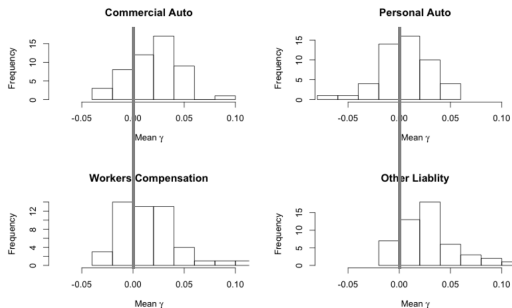 Commercial Auto
Frequency
0 5 10 15
-0.05 0.00 0.05 0.10
Mean γ
Personal Auto
Frequency
0 5 10 15
-0.05 0.00 0.05 0.10
Mean γ
Workers Compensation
Frequency
0 4 8 13
-0.05 0.00 0.05 0.10
Mean γ
Other Liablity
Frequency
0 5 10 15
-0.05 0.00 0.05 0.10
Mean γ